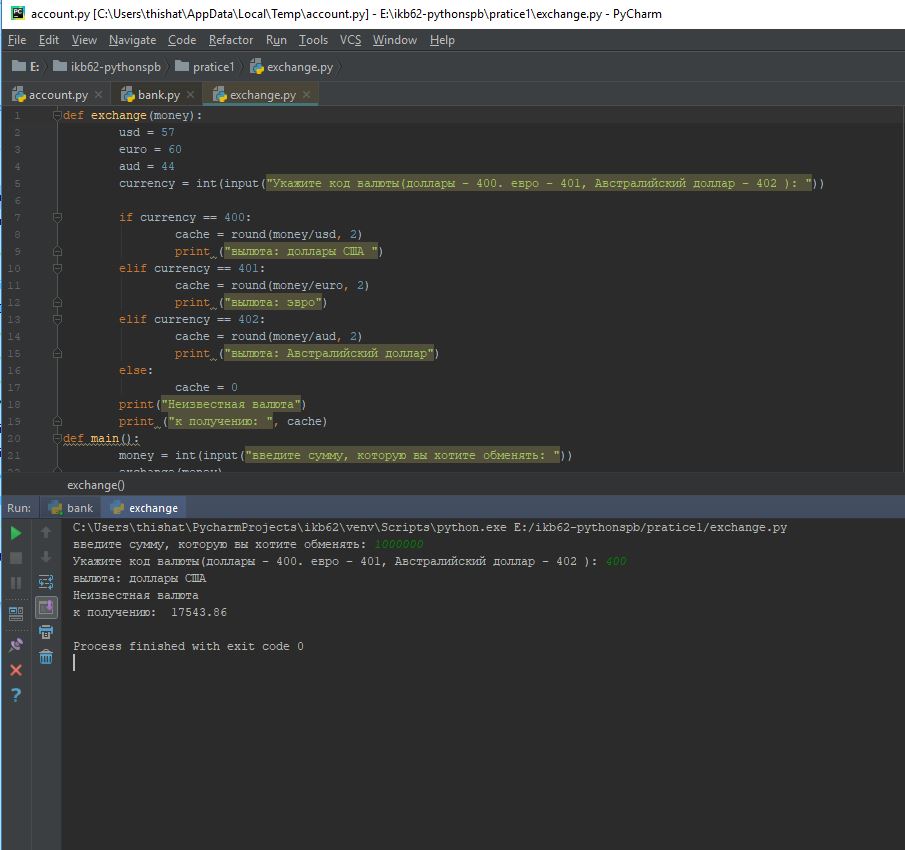 account.py [C:\Users\thishat\AppData\Local\Temp\account.py] - E:\ikb62-pythonspb\pratice1\exchange.py - PyCharm
File Edit View Navigate Code Refactor Run Tools VCS Window Help
E: ikb62-pythonspb pratice1 exchange.py
account.py bank.py exchange.py
1 def exchange(money):
2 usd = 57
3 euro = 60
4 aud = 44
5 currency = int(input("Укажите код валюты(доллары - 400. евро - 401, Австралийский доллар - 402 ): "))
6
7 if currency == 400:
8 cache = round(money/usd, 2)
9 print ("вылюта: доллары США ")
10 elif currency == 401:
11 cache = round(money/euro, 2)
12 print ("вылюта: эвро")
13 elif currency == 402:
14 cache = round(money/aud, 2)
15 print ("вылюта: Австралийский доллар")
16 else:
17 cache = 0
18 print("Неизвестная валюта")
19 print ("к получению: ", cache)
20 def main():
21 money = int(input("введите сумму, которую вы хотите обменять: "))
22 exchange(money)
exchange()
Run: bank exchange
C:\Users\thishat\PycharmProjects\ikb62\venv\Scripts\python.exe E:/ikb62-pythonspb/pratice1/exchange.py
введите сумму, которую вы хотите обменять: 1000000
Укажите код валюты(доллары - 400. евро - 401, Австралийский доллар - 402 ): 400
вылюта: доллары США
Неизвестная валюта
к получению:  17543.86
Process finished with exit code 0